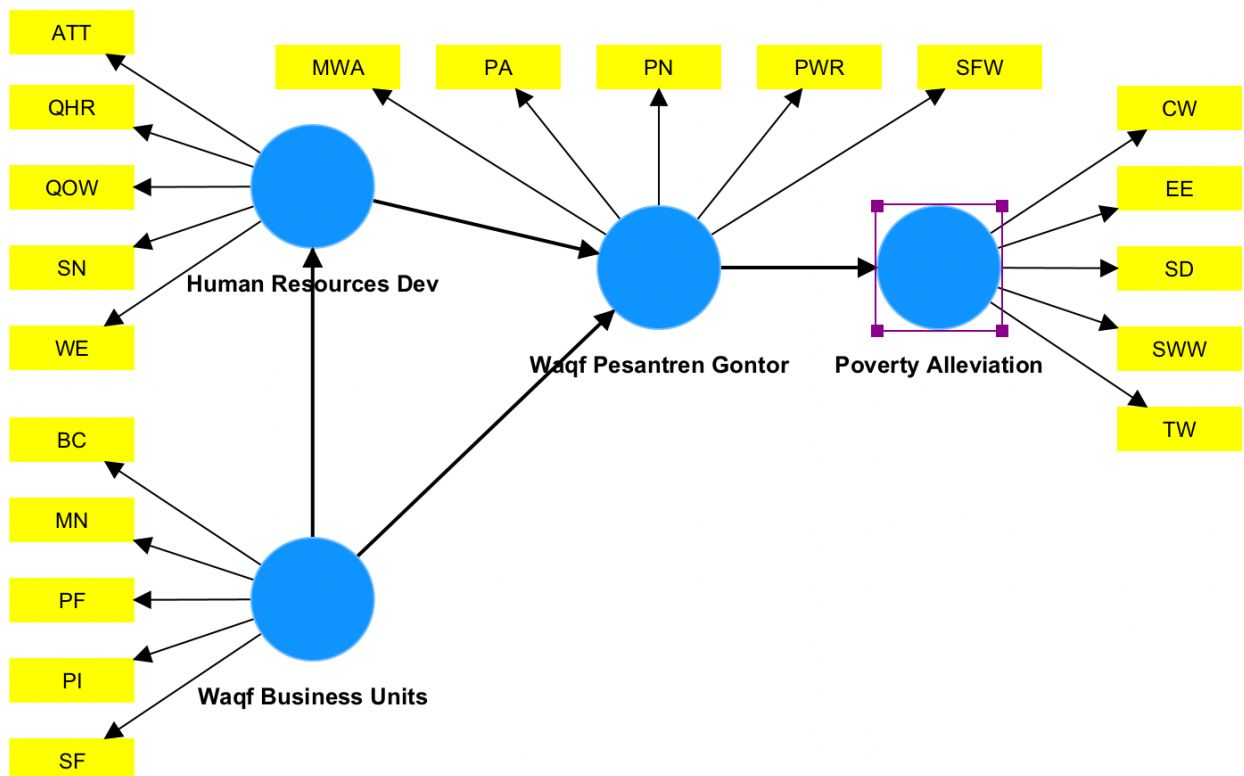 ATT
QHR
QOW
SN
WE
Human Resources Dev
MWA
PA
PN
PWR
SFW
Waqf Pesantren Gontor
CW
EE
SD
SWW
TW
Poverty Alleviation
BC
MN
PF
PI
SF
Waqf Business Units